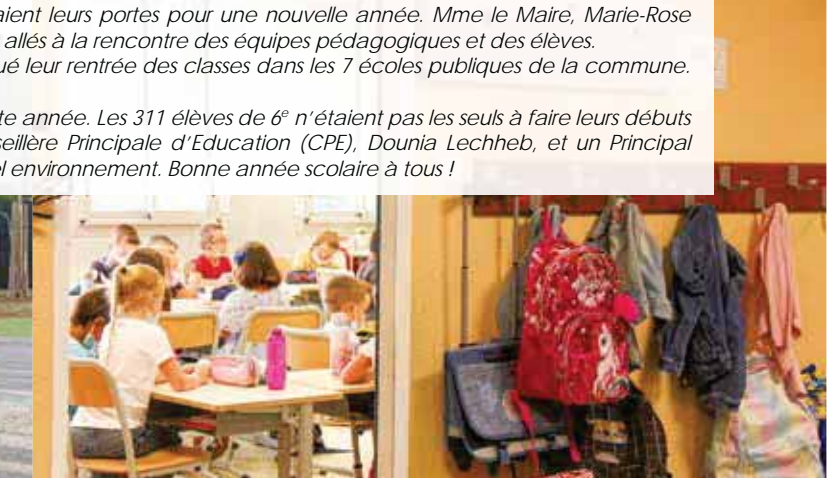 aient leurs portes pour une nouvelle année. Mme le Maire, Marie-Rose
allés à la rencontre des équipes pédagogiques et des élèves.
ué leur rentrée des classes dans les 7 écoles publiques de la commune.
te année. Les 311 élèves de 6e n'étaient pas les seuls à faire leurs débuts
seillère Principale d'Education (CPE), Dounia Lechheb, et un Principal
el environnement. Bonne année scolaire à tous !